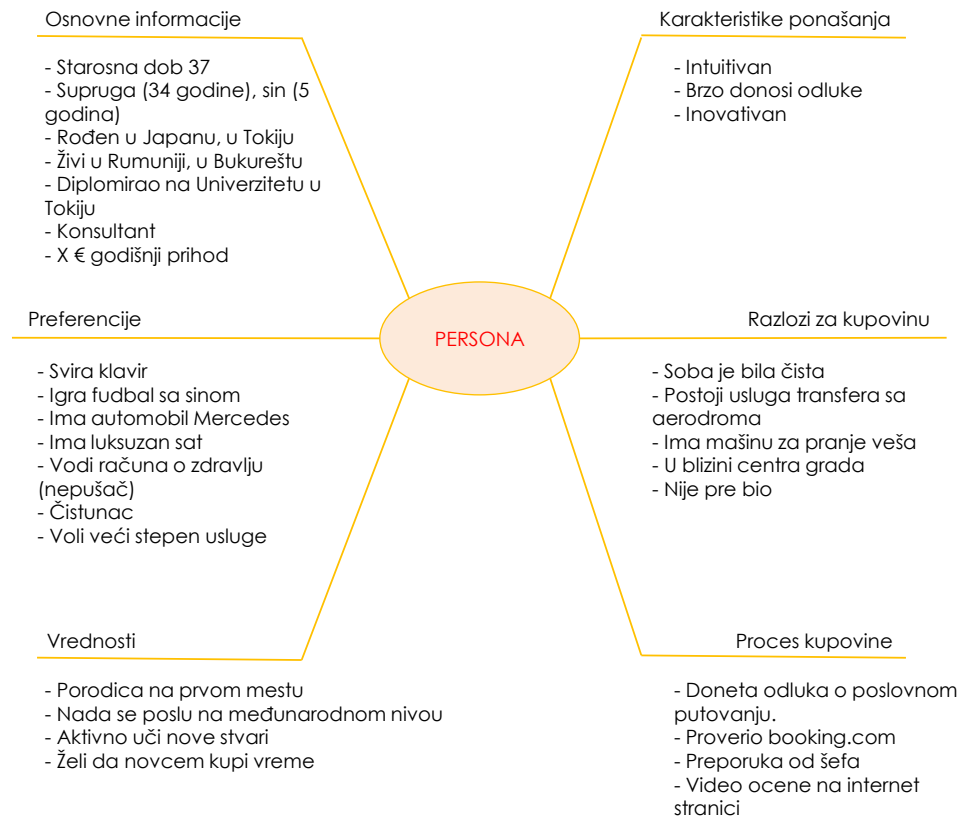 Osnovne informacije
- Starosna dob 37
- Supruga (34 godine), sin (5
godina)
- Rođen u Japanu, u Tokiju
- Živi u Rumuniji, u Bukureštu
- Diplomirao na Univerzitetu u
Tokiju
- Konsultant
- X € godišnji prihod
Karakteristike ponašanja
- Intuitivan
- Brzo donosi odluke
- Inovativan
PERSONA
Preferencije
- Svira klavir
- Igra fudbal sa sinom
- Ima automobil Mercedes
- Ima luksuzan sat
- Vodi računa o zdravlju
(nepušač)
- Čistunac
- Voli veći stepen usluge
Razlozi za kupovinu
- Soba je bila čista
- Postoji usluga transfera sa
aerodroma
- Ima mašinu za pranje veša
- U blizini centra grada
- Nije pre bio
Vrednosti
- Porodica na prvom mestu
- Nada se poslu na međunarodnom nivou
- Aktivno uči nove stvari
- Želi da novcem kupi vreme
Proces kupovine
- Doneta odluka o poslovnom
putovanju.
- Proverio booking.com
- Preporuka od šefa
- Video ocene na internet
stranici